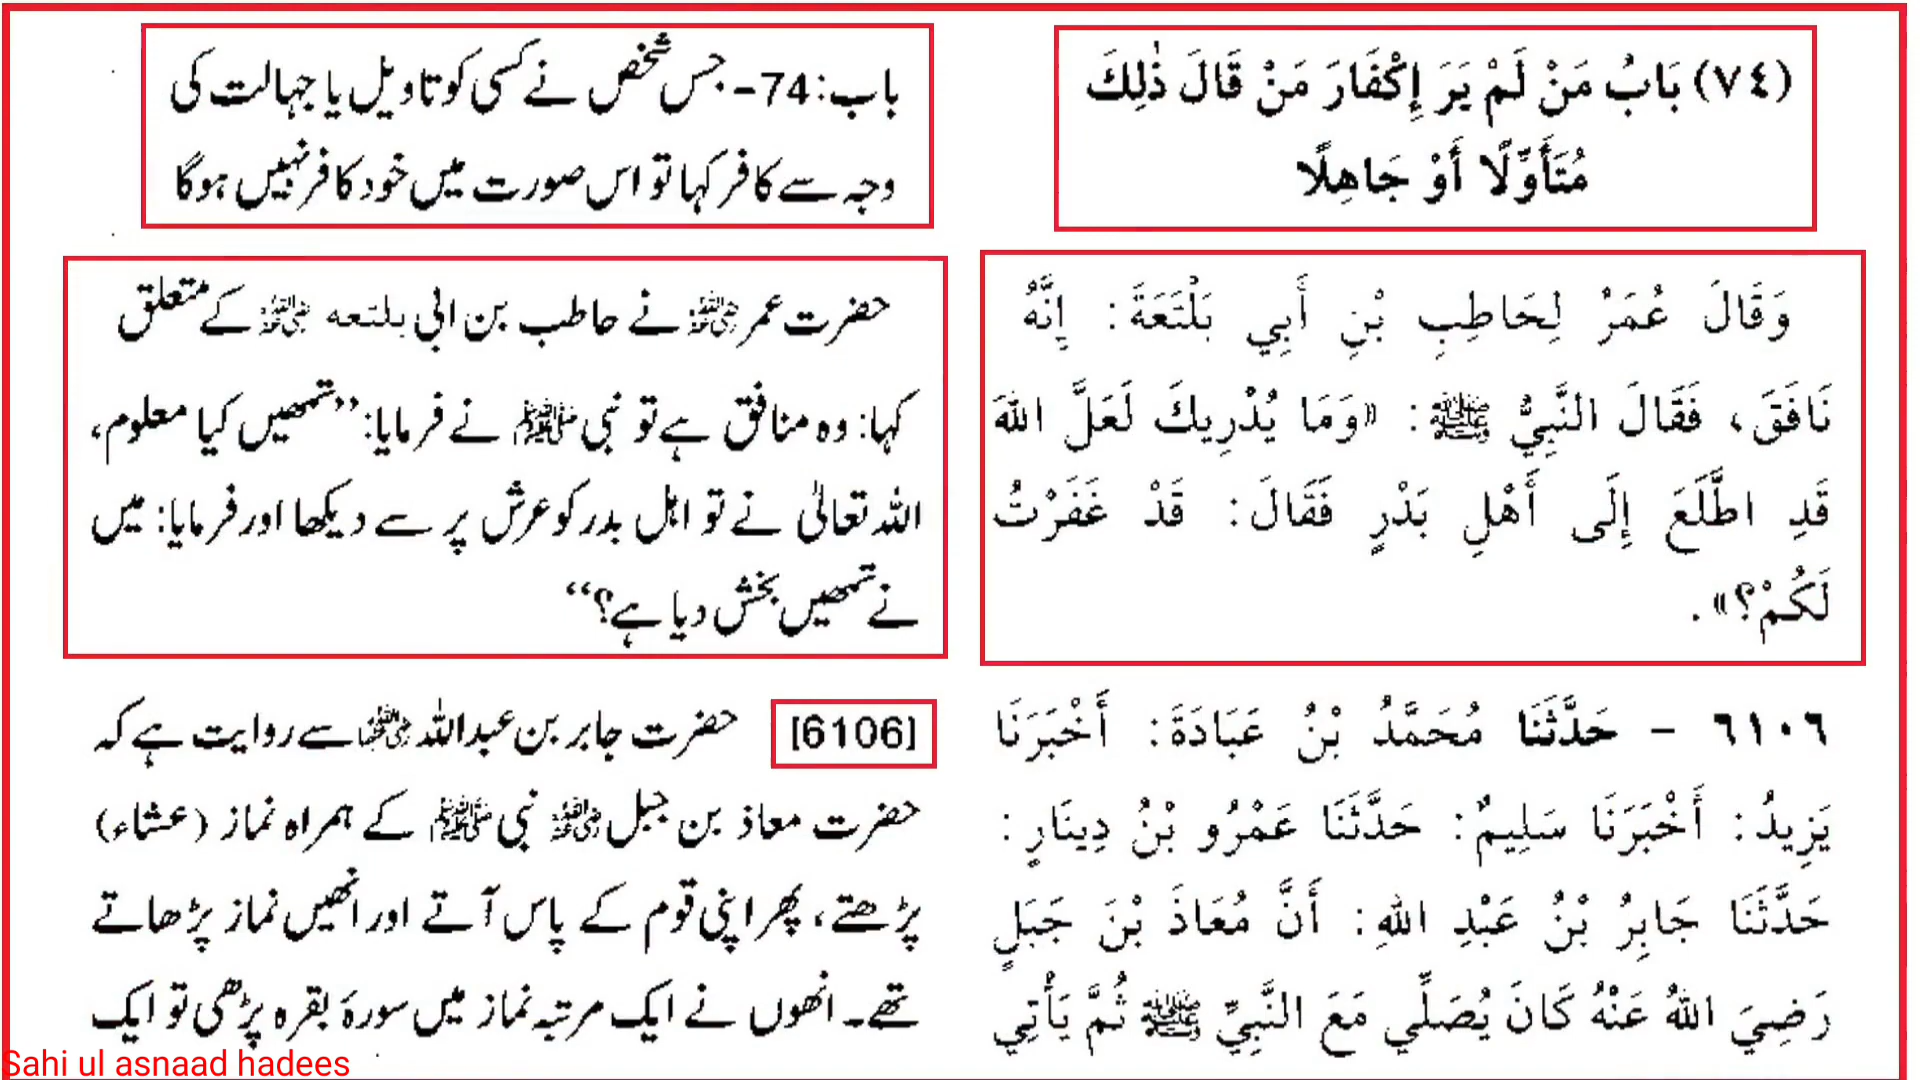 (٧٤) بَابُ مَنْ لَمْ يَرَ إِكْفَارَ مَنْ قَالَ ذٰلِكَ
مُتَأَوِّلًا أَوْ جَاهِلًا
وَقَالَ عُمَرُ لِحَاطِبِ بْنِ أَبِي بَلْتَعَةَ: إِنَّهُ
نَافَقَ، فَقَالَ النَّبِيُّ ﷺ: «وَمَا يُدْرِيكَ لَعَلَّ اللهَ
قَدِ اطَّلَعَ إِلَى أَهْلِ بَدْرٍ فَقَالَ: قَدْ غَفَرْتُ
لَكُمْ؟».
٦١٠٦ - حَدَّثَنَا مُحَمَّدُ بْنُ عَبَادَةَ: أَخْبَرَنَا
يَزِيدُ: أَخْبَرَنَا سَلِيمٌ: حَدَّثَنَا عَمْرُو بْنُ دِينَارٍ:
حَدَّثَنَا جَابِرُ بْنُ عَبْدِ اللهِ: أَنَّ مُعَاذَ بْنَ جَبَلٍ
رَضِيَ اللهُ عَنْهُ كَانَ يُصَلِّي مَعَ النَّبِيِّ ﷺ ثُمَّ يَأْتِي
باب:74- جس شخص نے کسی کو تاویل یا جہالت کی
وجہ سے کافر کہا تو اس صورت میں خود کافر نہیں ہوگا
حضرت عمر رضی اللہ عنہ نے حاطب بن ابی بلتعہ رضی اللہ عنہ کے متعلق
کہا: وہ منافق ہے تو نبی ﷺ نے فرمایا: ’’تمھیں کیا معلوم،
اللہ تعالیٰ نے تو اہل بدر کو عرش پر سے دیکھا اور فرمایا: میں
نے تمھیں بخش دیا ہے؟‘‘
[6106] حضرت جابر بن عبداللہ رضی اللہ عنہما سے روایت ہے کہ
حضرت معاذ بن جبل رضی اللہ عنہ نبی ﷺ کے ہمراہ نماز (عشاء)
پڑھتے، پھر اپنی قوم کے پاس آتے اور انھیں نماز پڑھاتے
تھے۔ انھوں نے ایک مرتبہ نماز میں سورۂ بقرہ پڑھی تو ایک
Sahi ul asnaad hadees